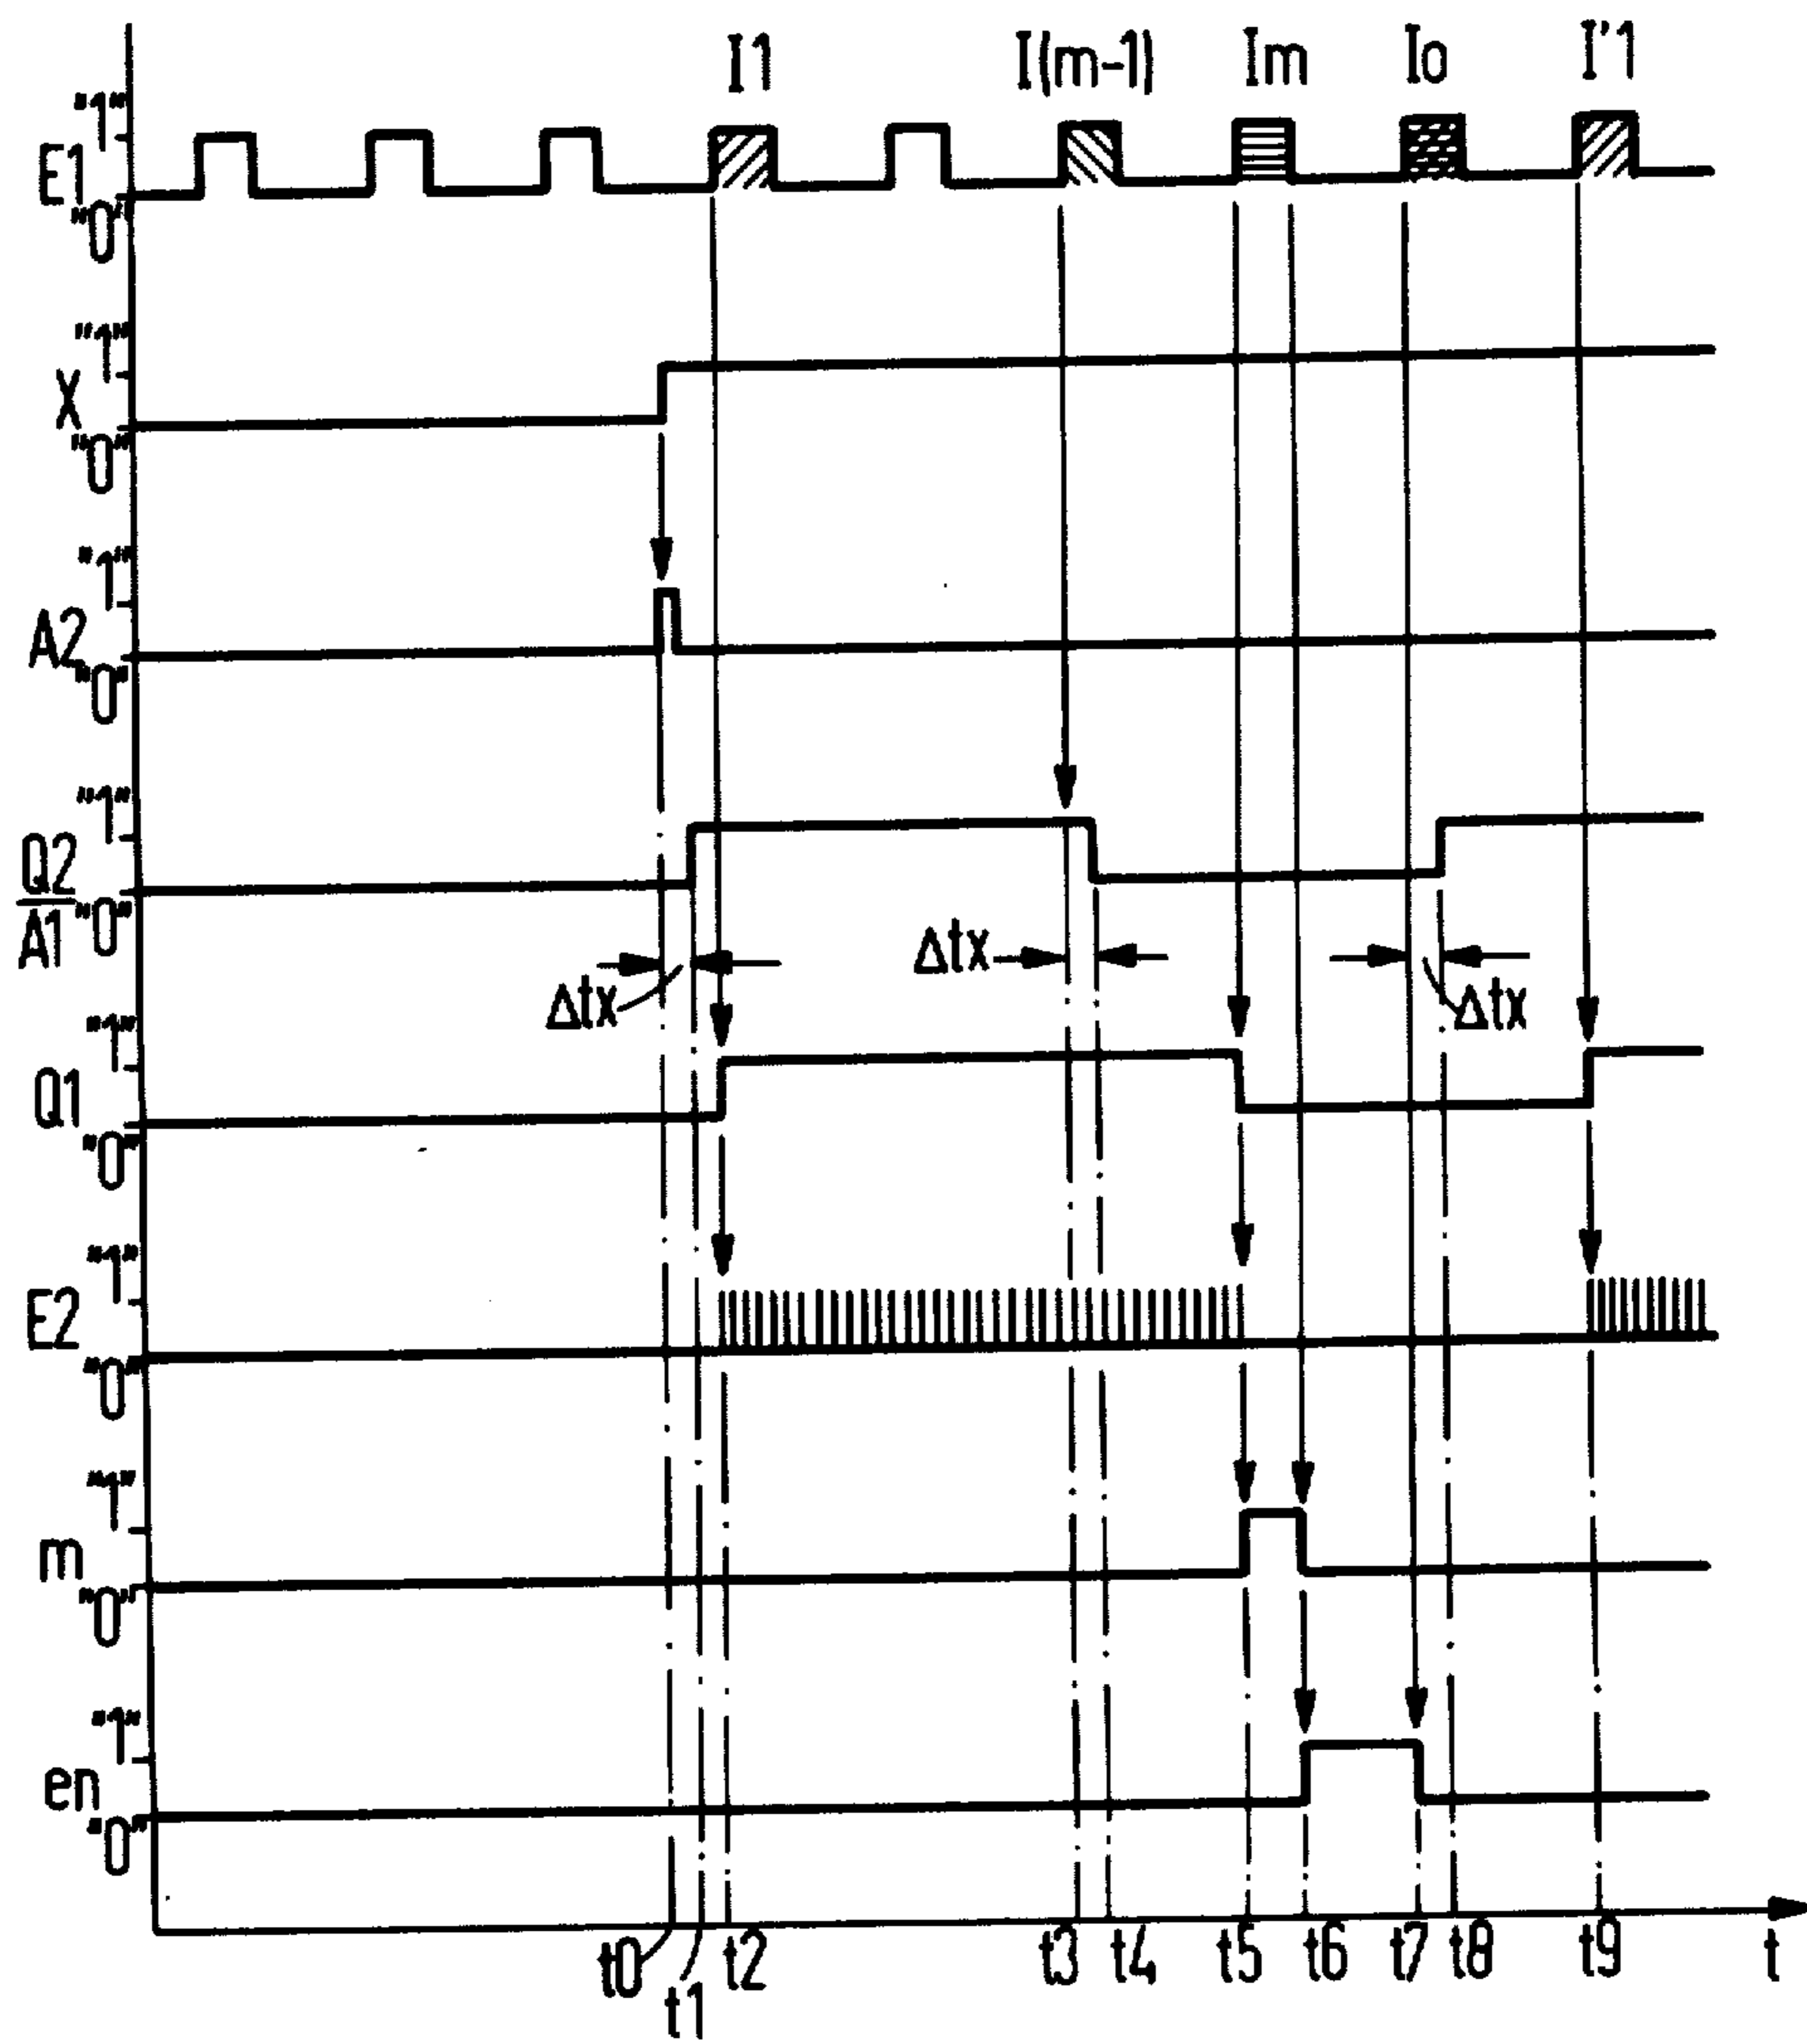 I1 I(m-1) Im Io I'1
"1"
E1
"0"
"1"
X
"0"
"1"
A2
"0"
"1"
Q2
A1 "0"
Δtx Δtx Δtx
"1"
Q1
"0"
"1"
E2
"0"
"1"
m
"0"
"1"
en
"0"
t0 t1 t2 t3 t4 t5 t6 t7 t8 t9 t